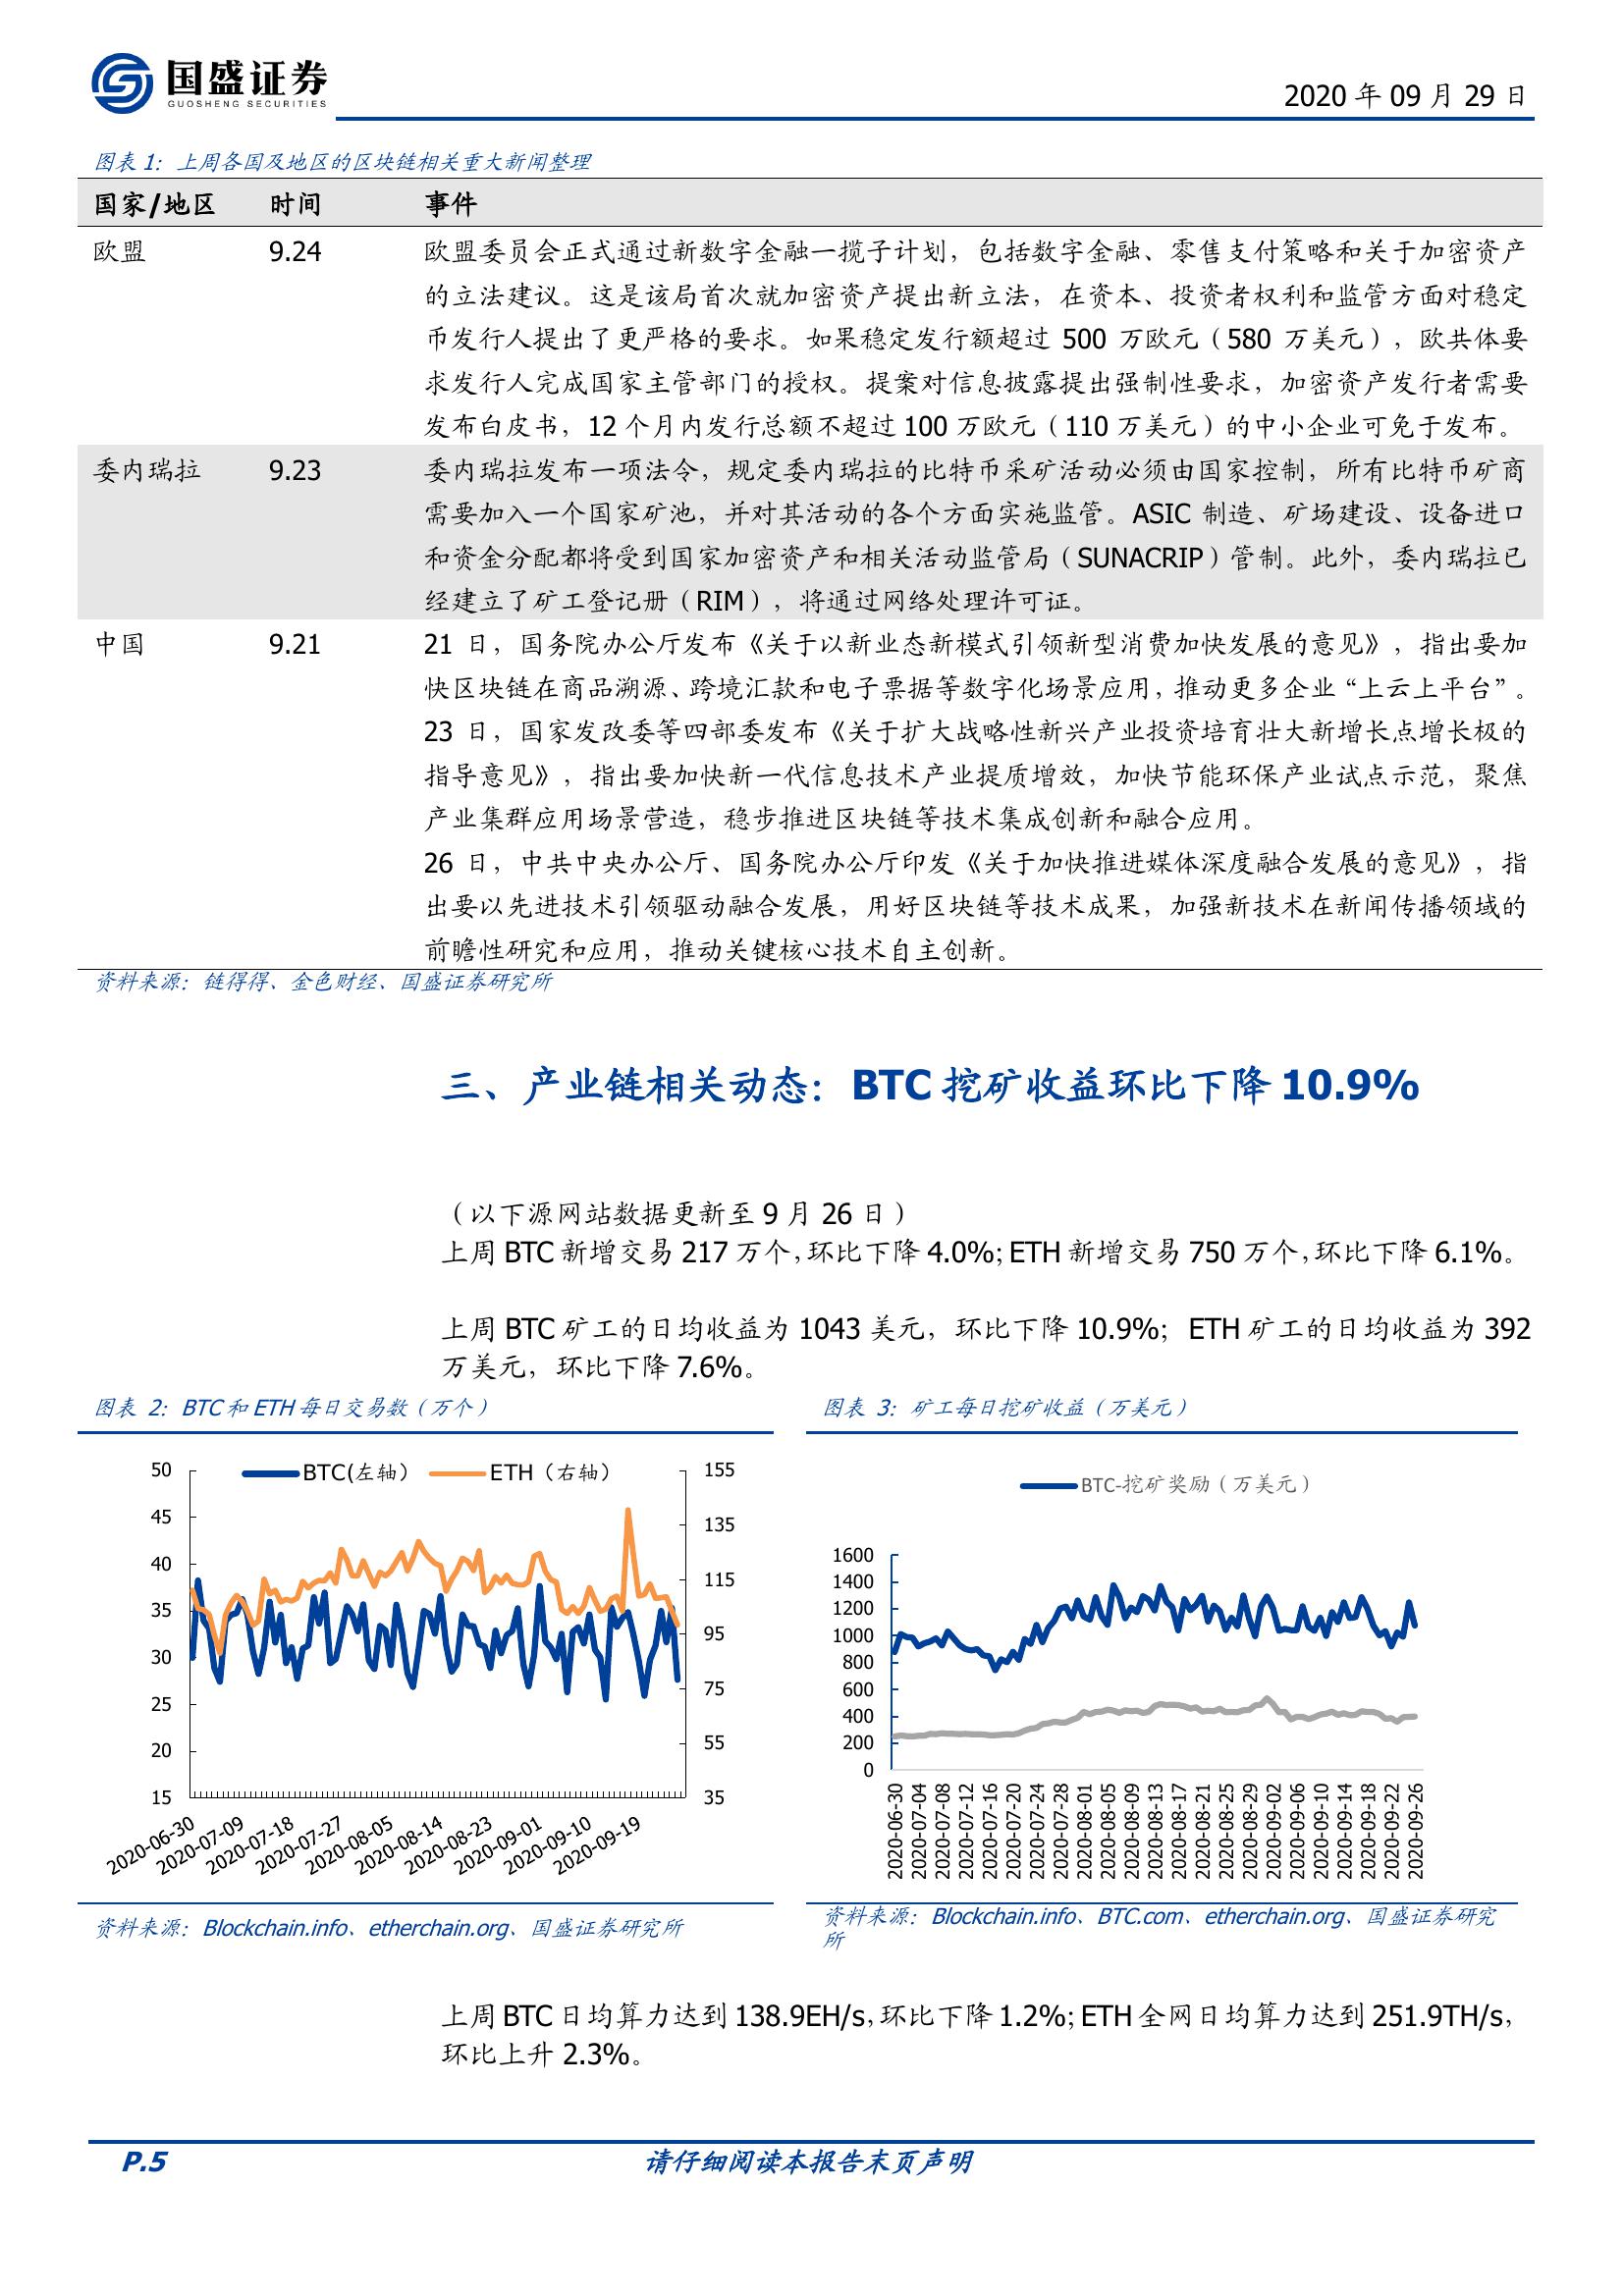 国盛证券
GUOSHENG SECURITIES
2020 年 09 月 29 日
图表 1：上周各国及地区的区块链相关重大新闻整理
国家/地区 时间 事件
欧盟 9.24 欧盟委员会正式通过新数字金融一揽子计划，包括数字金融、零售支付策略和关于加密资产
的立法建议。这是该局首次就加密资产提出新立法，在资本、投资者权利和监管方面对稳定
币发行人提出了更严格的要求。如果稳定发行额超过 500 万欧元（580 万美元），欧共体要
求发行人完成国家主管部门的授权。提案对信息披露提出强制性要求，加密资产发行者需要
发布白皮书，12 个月内发行总额不超过 100 万欧元（110 万美元）的中小企业可免于发布。
委内瑞拉 9.23 委内瑞拉发布一项法令，规定委内瑞拉的比特币采矿活动必须由国家控制，所有比特币矿商
需要加入一个国家矿池，并对其活动的各个方面实施监管。ASIC 制造、矿场建设、设备进口
和资金分配都将受到国家加密资产和相关活动监管局（SUNACRIP）管制。此外，委内瑞拉已
经建立了矿工登记册（RIM），将通过网络处理许可证。
中国 9.21 21 日，国务院办公厅发布《关于以新业态新模式引领新型消费加快发展的意见》，指出要加
快区块链在商品溯源、跨境汇款和电子票据等数字化场景应用，推动更多企业“上云上平台”。
23 日，国家发改委等四部委发布《关于扩大战略性新兴产业投资培育壮大新增长点增长极的
指导意见》，指出要加快新一代信息技术产业提质增效，加快节能环保产业试点示范，聚焦
产业集群应用场景营造，稳步推进区块链等技术集成创新和融合应用。
26 日，中共中央办公厅、国务院办公厅印发《关于加快推进媒体深度融合发展的意见》，指
出要以先进技术引领驱动融合发展，用好区块链等技术成果，加强新技术在新闻传播领域的
前瞻性研究和应用，推动关键核心技术自主创新。
资料来源：链得得、金色财经、国盛证券研究所
三、产业链相关动态：BTC 挖矿收益环比下降 10.9%
（以下源网站数据更新至 9 月 26 日）
上周 BTC 新增交易 217 万个，环比下降 4.0%；ETH 新增交易 750 万个，环比下降 6.1%。
上周 BTC 矿工的日均收益为 1043 美元，环比下降 10.9%；ETH 矿工的日均收益为 392
万美元，环比下降 7.6%。
图表 2：BTC 和 ETH 每日交易数（万个）
BTC(左轴） ETH（右轴）
50
45
40
35
30
25
20
15
155
135
115
95
75
55
35
2020-06-30
2020-07-09
2020-07-18
2020-07-27
2020-08-05
2020-08-14
2020-08-23
2020-09-01
2020-09-10
2020-09-19
资料来源：Blockchain.info、etherchain.org、国盛证券研究所
图表 3：矿工每日挖矿收益（万美元）
BTC-挖矿奖励（万美元）
1600
1400
1200
1000
800
600
400
200
0
2020-06-30
2020-07-04
2020-07-08
2020-07-12
2020-07-16
2020-07-20
2020-07-24
2020-07-28
2020-08-01
2020-08-05
2020-08-09
2020-08-13
2020-08-17
2020-08-21
2020-08-25
2020-08-29
2020-09-02
2020-09-06
2020-09-10
2020-09-14
2020-09-18
2020-09-22
2020-09-26
资料来源：Blockchain.info、BTC.com、etherchain.org、国盛证券研究
所
上周 BTC 日均算力达到 138.9EH/s，环比下降 1.2%；ETH 全网日均算力达到 251.9TH/s，
环比上升 2.3%。
P.5
请仔细阅读本报告末页声明